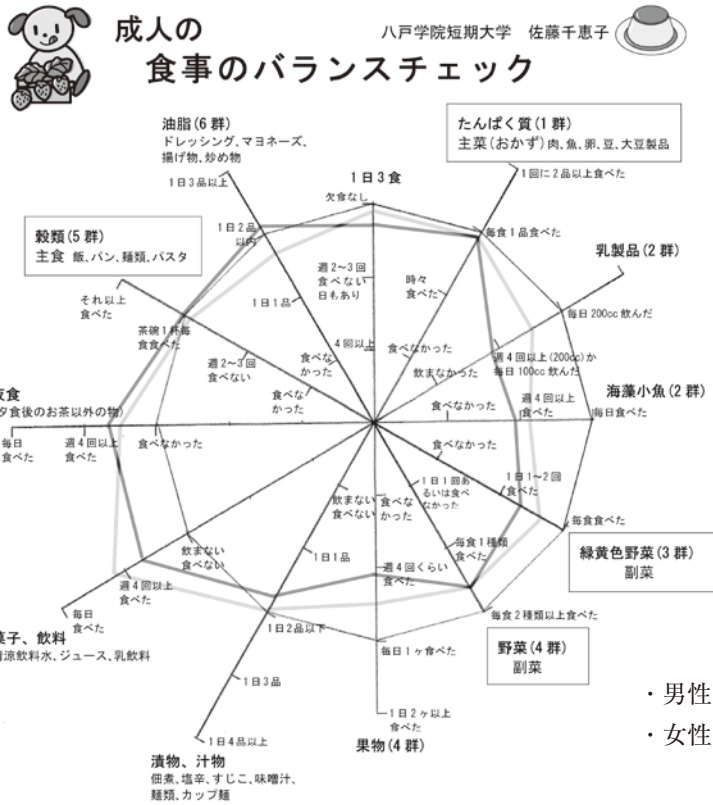 成人の
食事のバランスチェック
八戸学院短期大学 佐藤千恵子
油脂(6群)
ドレッシング、マヨネーズ、
揚げ物、炒め物
1日3品以上
1日2品
以内
1日1品
食べな
かった
1日3食
欠食なし
週2〜3回
食べない
日もあり
4回以上
たんぱく質(1群)
主菜(おかず)肉、魚、卵、豆、大豆製品
1回に2品以上食べた
毎食1品食べた
時々
食べた
食べなかった
乳製品(2群)
毎日200cc飲んだ
週4回以上(200cc)か
毎日100cc飲んだ
飲まなかった
海藻小魚(2群)
毎日食べた
週4回以上
食べた
食べなかった
緑黄色野菜(3群)
副菜
毎食食べた
1日1〜2回
食べた
食べなかった
野菜(4群)
副菜
毎食2種類以上食べた
毎食1種類
食べた
1日1回あ
るいは食べ
なかった
果物(4群)
1日2ヶ以上
食べた
毎日1ヶ食べた
週4回くらい
食べた
食べな
かった
漬物、汁物
佃煮、塩辛、すじこ、味噌汁、
麺類、カップ麺
1日4品以上
1日3品
1日2品以下
1日1品
飲まない
食べない
菓子、飲料
清涼飲料水、ジュース、乳飲料
毎日
食べた
週4回以上
食べた
飲まない
食べない
夜食
夕食後のお茶以外の物)
毎日
食べた
週4回以上
食べた
食べなかった
穀類(5群)
主食 飯、パン、麺類、パスタ
それ以上
食べた
茶碗1杯毎
食食べた
週2〜3回
食べない
食べな
かった
・男性
・女性